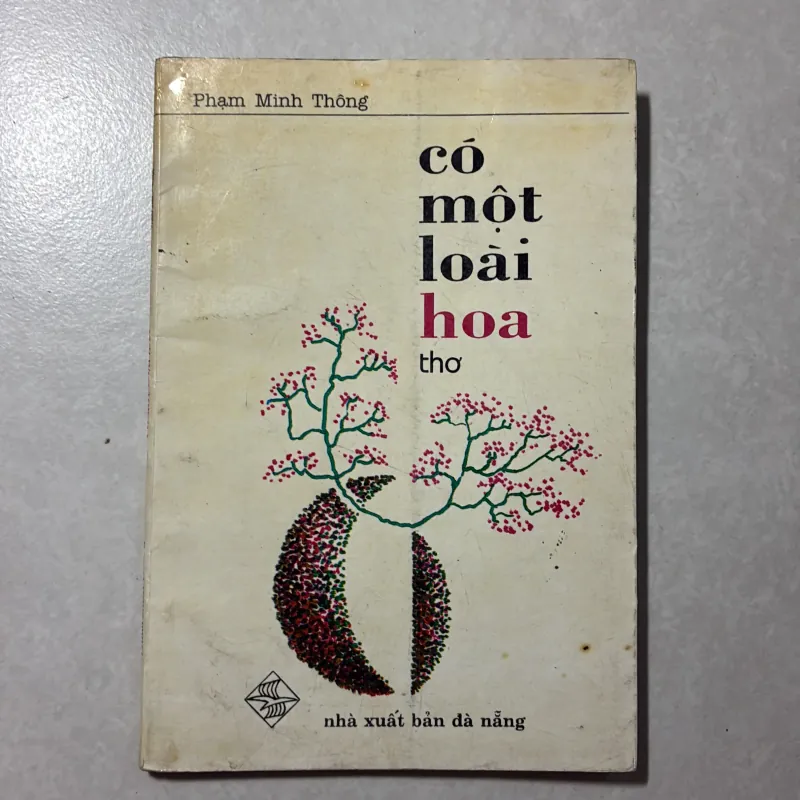 Phạm Minh Thông
có
một
loài
hoa
thơ
nhà xuất bản đà nẵng